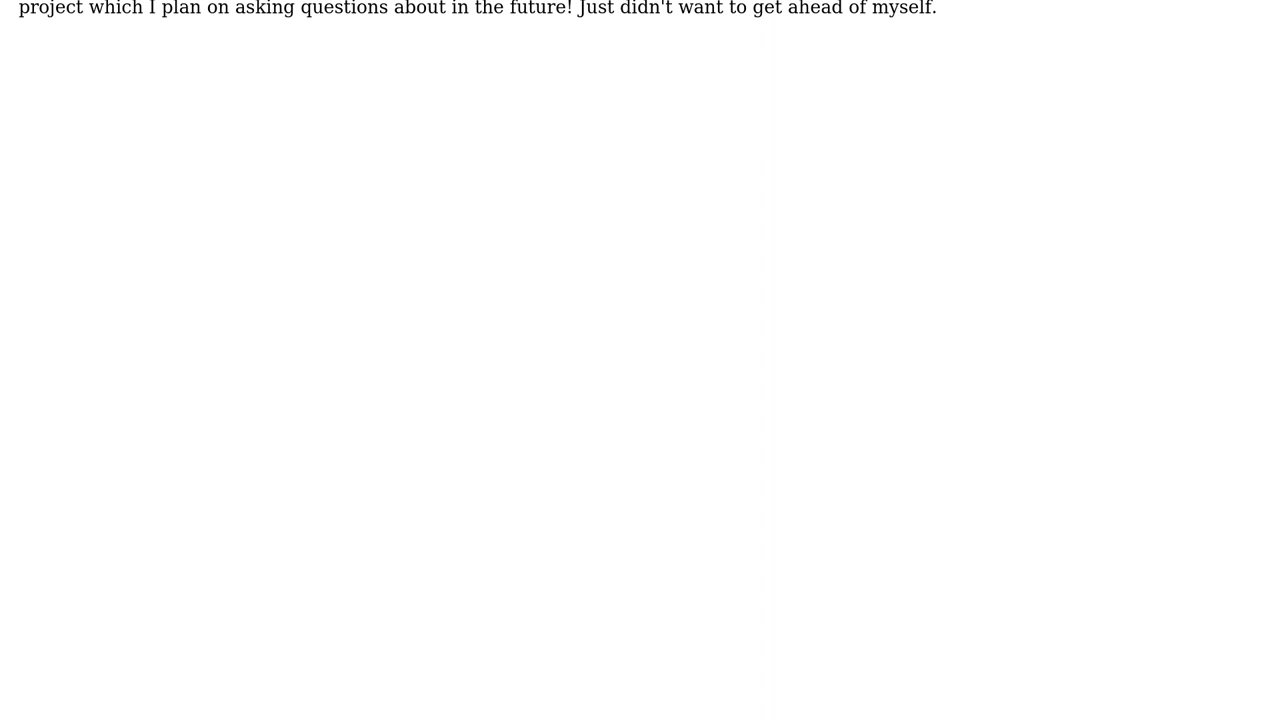 project which I plan on asking questions about in the future! Just didn't want to get ahead of myself.